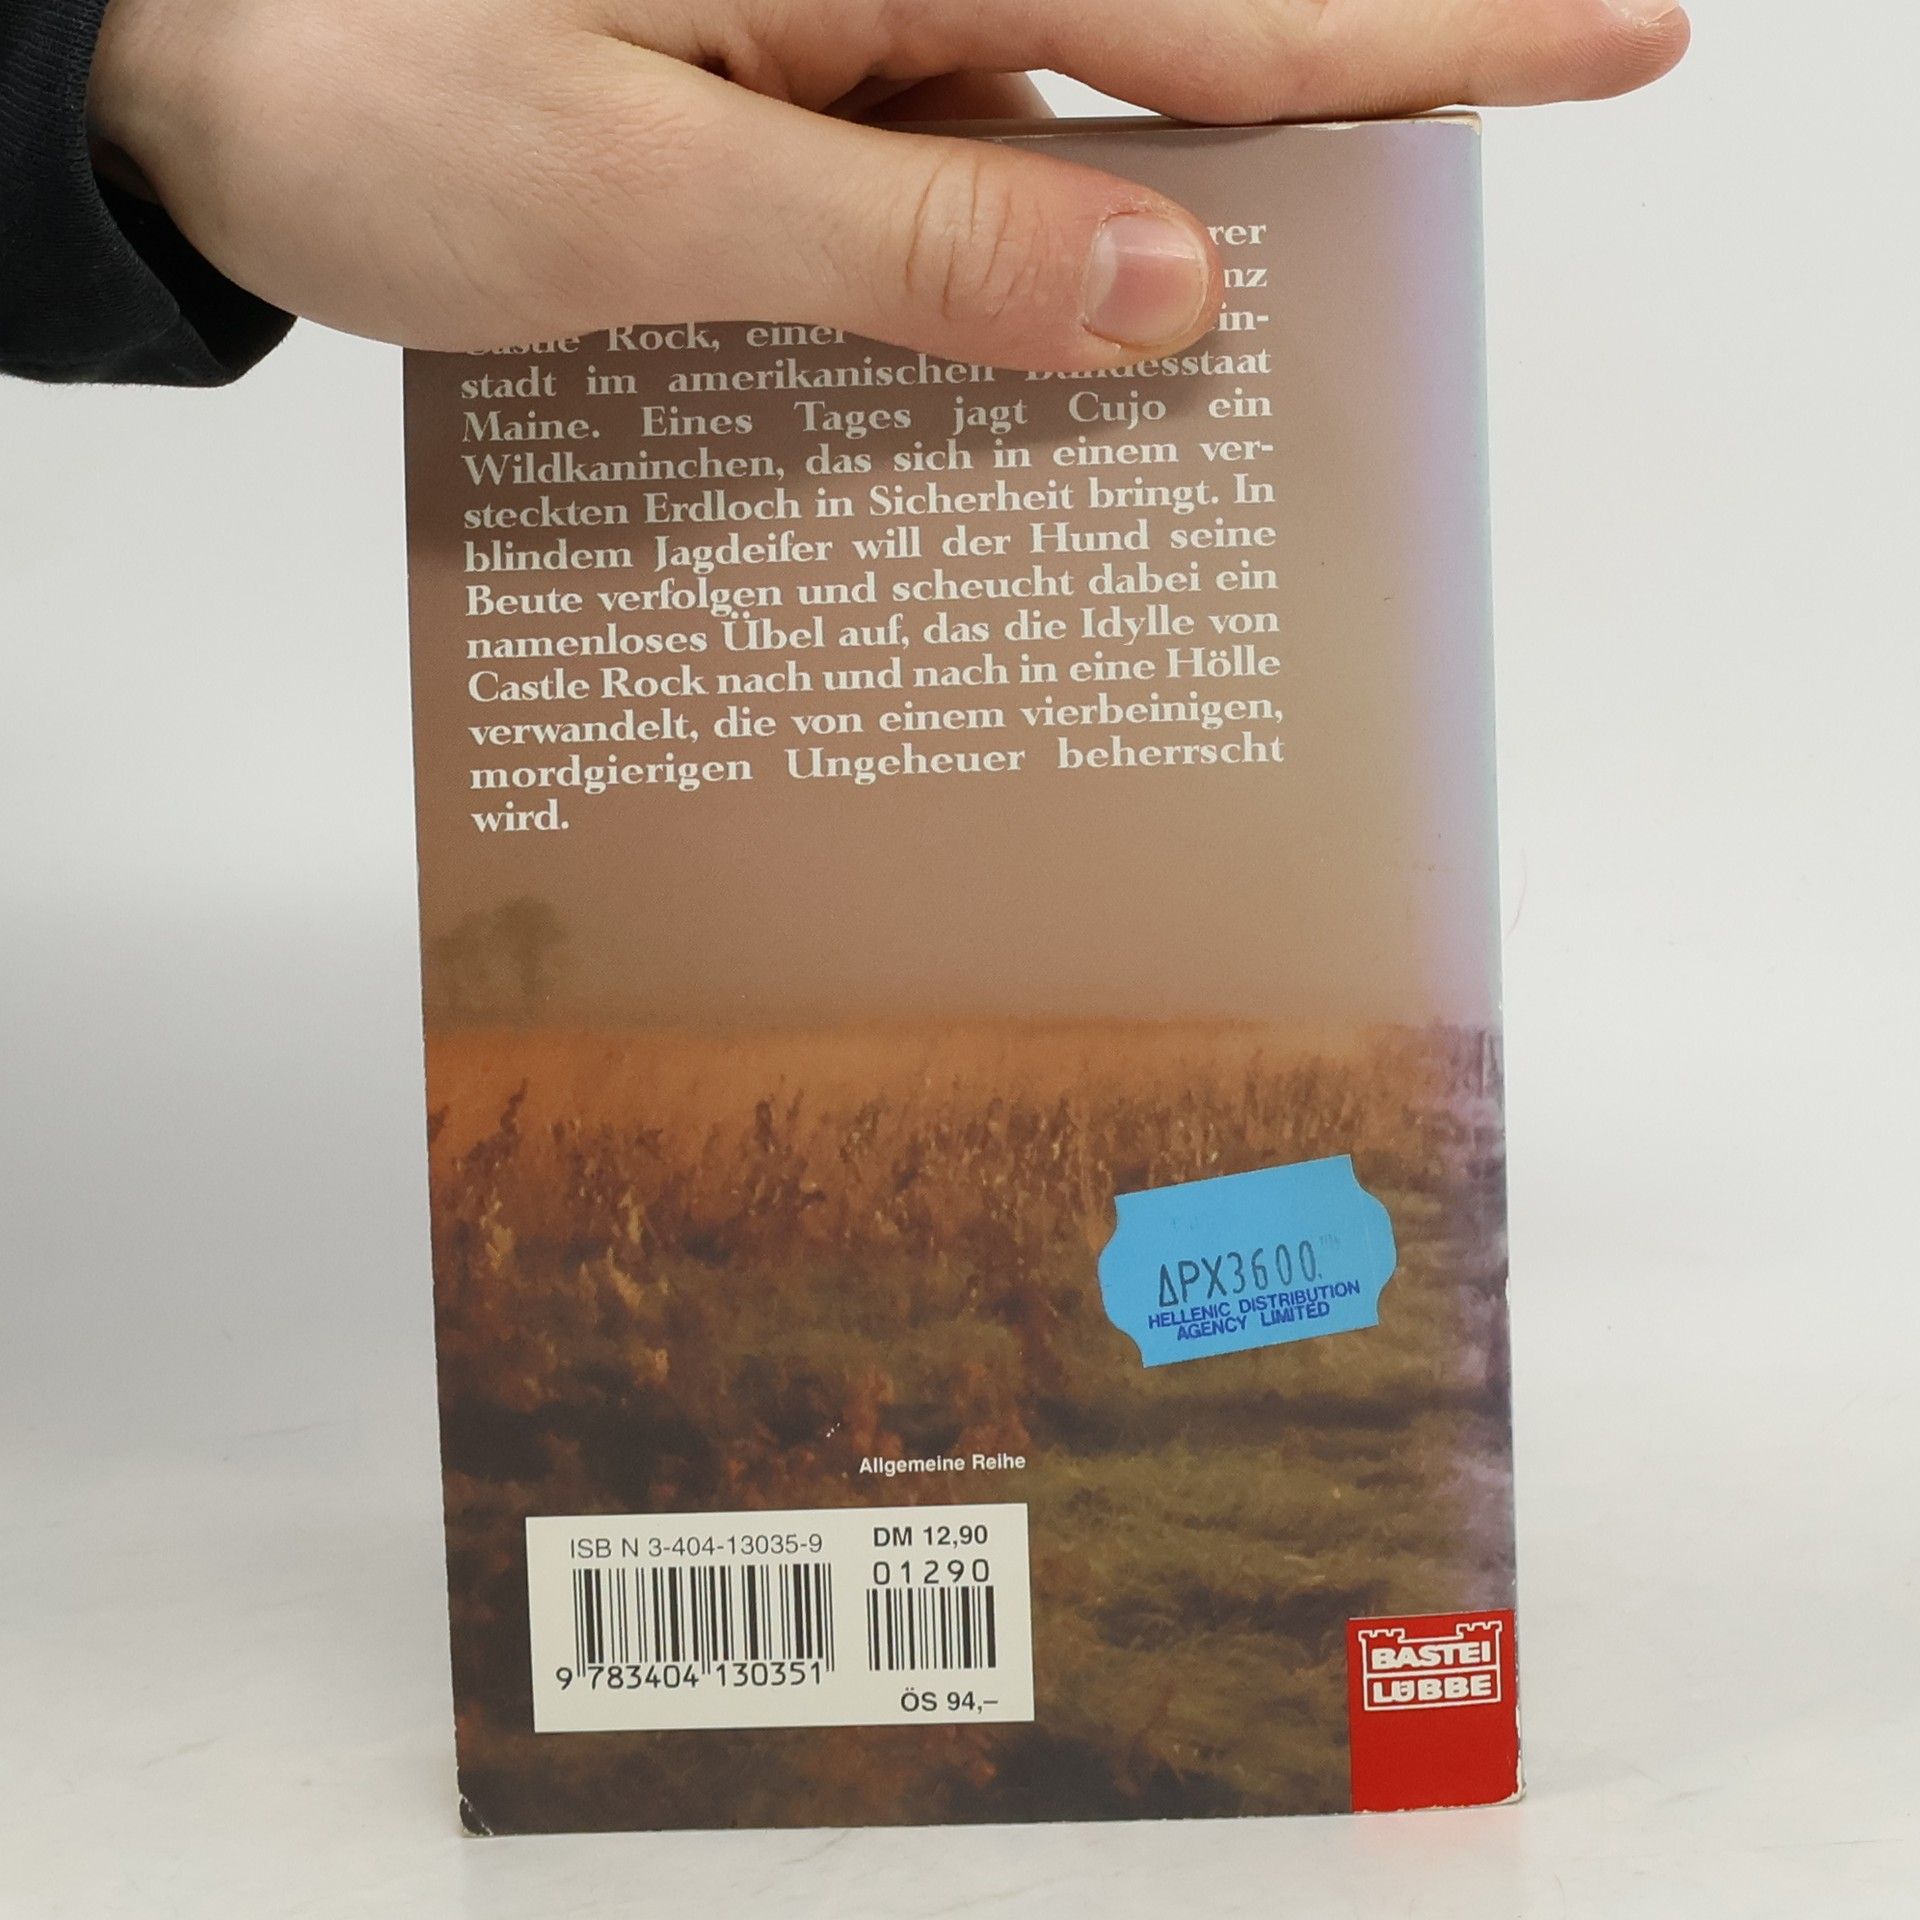 Rock, einer
stadt im amerikanischen Bundesstaat
Maine. Eines Tages jagt Cujo ein
Wildkaninchen, das sich in einem ver-
steckten Erdloch in Sicherheit bringt. In
blindem Jagdeifer will der Hund seine
Beute verfolgen und scheucht dabei ein
namenloses Übel auf, das die Idylle von
Castle Rock nach und nach in eine Hölle
verwandelt, die von einem vierbeinigen,
mordgierigen Ungeheuer beherrscht
wird.
ΔΡΧ3600
HELLENIC DISTRIBUTION
AGENCY LIMITED
Allgemeine Reihe
ISBN 3-404-13035-9
DM 12,90
01290
9 783404 130351
ÖS 94,–
BASTEI
LÜBBE